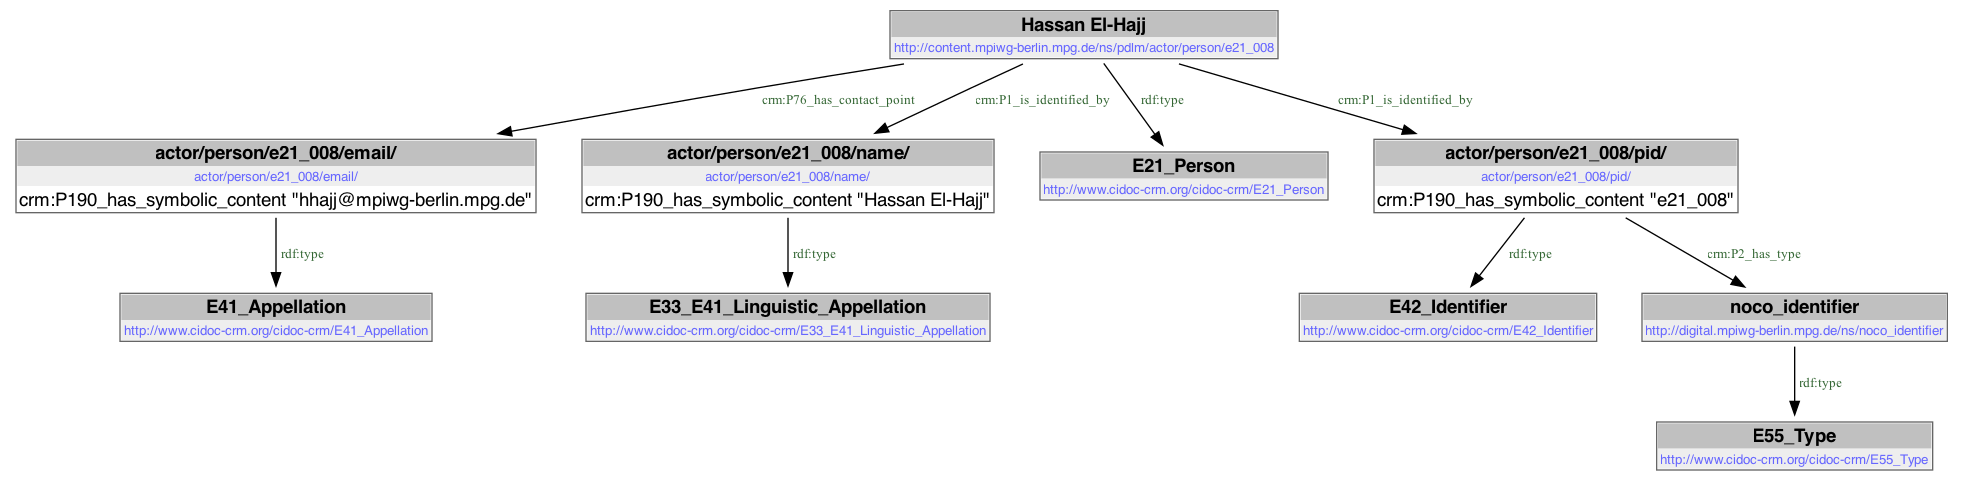 Hassan El-Hajj
http://content.mpiwg-berlin.mpg.de/ns/pdlm/actor/person/e21_008
crm:P76_has_contact_point
crm:P1_is_identified_by
rdf:type
crm:P1_is_identified_by
actor/person/e21_008/email/
actor/person/e21_008/email/
crm:P190_has_symbolic_content "hhajj@mpiwg-berlin.mpg.de"
actor/person/e21_008/name/
actor/person/e21_008/name/
crm:P190_has_symbolic_content "Hassan El-Hajj"
E21_Person
http://www.cidoc-crm.org/cidoc-crm/E21_Person
actor/person/e21_008/pid/
actor/person/e21_008/pid/
crm:P190_has_symbolic_content "e21_008"
rdf:type
rdf:type
rdf:type
crm:P2_has_type
E41_Appellation
http://www.cidoc-crm.org/cidoc-crm/E41_Appellation
E33_E41_Linguistic_Appellation
http://www.cidoc-crm.org/cidoc-crm/E33_E41_Linguistic_Appellation
E42_Identifier
http://www.cidoc-crm.org/cidoc-crm/E42_Identifier
noco_identifier
http://digital.mpiwg-berlin.mpg.de/ns/noco_identifier
rdf:type
E55_Type
http://www.cidoc-crm.org/cidoc-crm/E55_Type